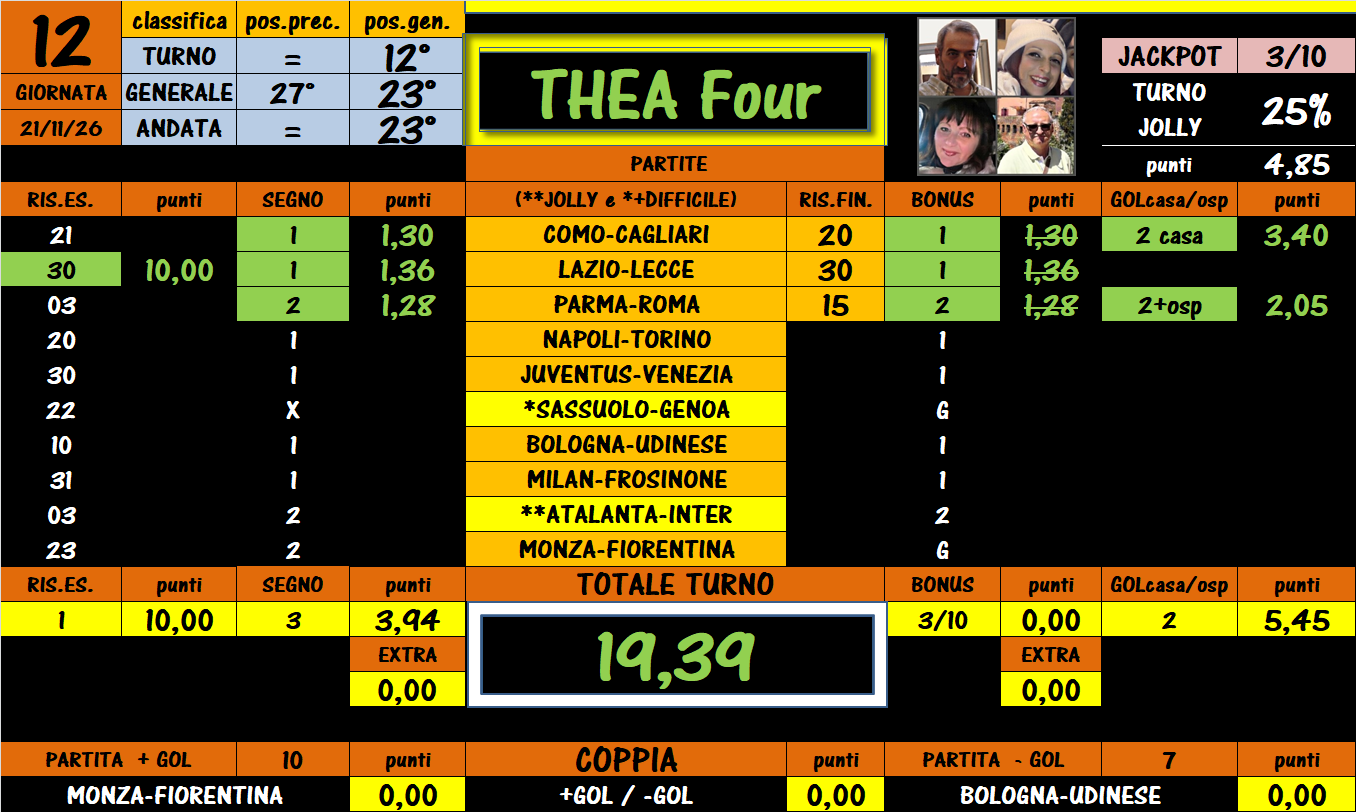 12 classifica pos.prec. pos.gen.
TURNO = 12°
GIORNATA GENERALE 27° 23°
21/11/26 ANDATA = 23°
THEA Four
JACKPOT 3/10
TURNO JOLLY 25%
punti 4,85
PARTITE
RIS.ES. punti SEGNO punti (**JOLLY e *+DIFFICILE) RIS.FIN. BONUS punti GOLcasa/osp punti
21 1 1,30 COMO-CAGLIARI 20 1 1,30 2 casa 3,40
30 10,00 1 1,36 LAZIO-LECCE 30 1 1,36
03 2 1,28 PARMA-ROMA 15 2 1,28 2+osp 2,05
20 1 NAPOLI-TORINO 1
30 1 JUVENTUS-VENEZIA 1
22 X *SASSUOLO-GENOA G
10 1 BOLOGNA-UDINESE 1
31 1 MILAN-FROSINONE 1
03 2 **ATALANTA-INTER 2
23 2 MONZA-FIORENTINA G
RIS.ES. punti SEGNO punti TOTALE TURNO BONUS punti GOLcasa/osp punti
1 10,00 3 3,94 19,39 3/10 0,00 2 5,45
EXTRA EXTRA
0,00 0,00
PARTITA + GOL 10 punti COPPIA punti PARTITA - GOL 7 punti
MONZA-FIORENTINA 0,00 +GOL / -GOL 0,00 BOLOGNA-UDINESE 0,00